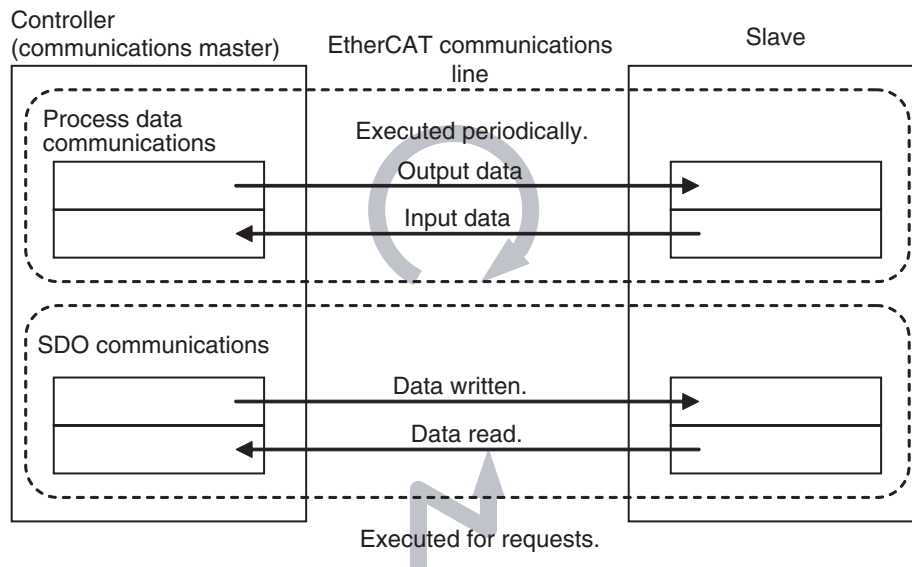 Controller
(communications master)
EtherCAT communications
line
Slave
Process data
communications
Executed periodically.
Output data
Input data
SDO communications
Data written.
Data read.
Executed for requests.